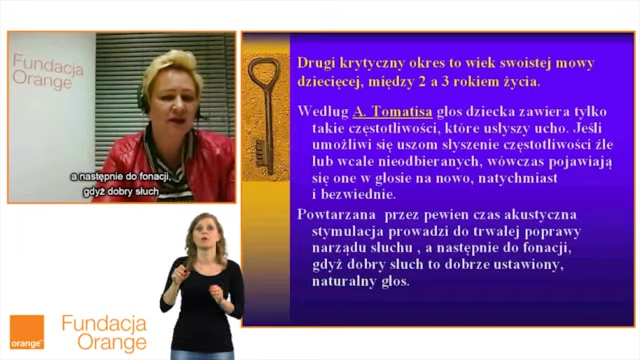 Fundacja
Orange
a następnie do fonacji,
gdyż dobry słuch
Drugi krytyczny okres to wiek swoistej mowy
dziecięcej, między 2 a 3 rokiem życia.
Według A. Tomatisa głos dziecka zawiera tylko
takie częstotliwości, które usłyszy ucho. Jeśli
umożliwi się uszom słyszenie częstotliwości źle
lub wcale nieodbieranych, wówczas pojawiają
się one w głosie na nowo, natychmiast
i bezwiednie.
Powtarzana przez pewien czas akustyczna
stymulacja prowadzi do trwałej poprawy
narządu słuchu , a następnie do fonacji,
gdyż dobry słuch to dobrze ustawiony,
naturalny głos.
orange™
Fundacja
Orange